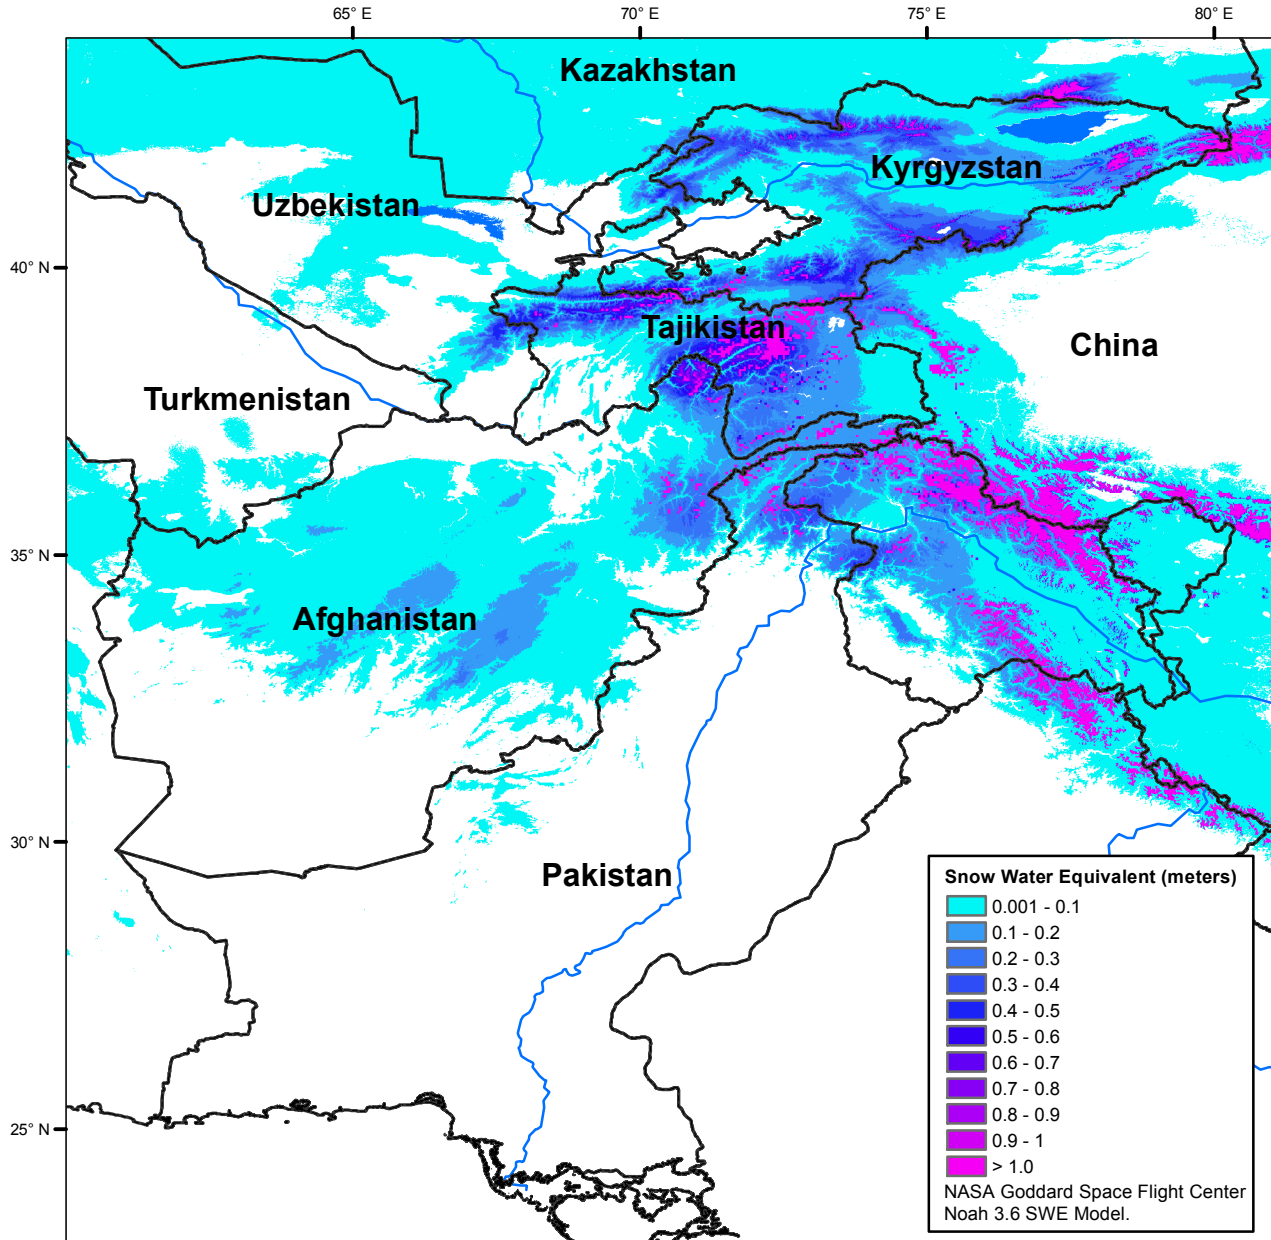 65° E
70° E
75° E
80° E
Kazakhstan
Kyrgyzstan
Uzbekistan
40° N
Tajikistan
China
Turkmenistan
35° N
Afghanistan
30° N
Pakistan
25° N
Snow Water Equivalent (meters)
0.001 - 0.1
0.1 - 0.2
0.2 - 0.3
0.3 - 0.4
0.4 - 0.5
0.5 - 0.6
0.6 - 0.7
0.7 - 0.8
0.8 - 0.9
0.9 - 1
> 1.0
NASA Goddard Space Flight Center
Noah 3.6 SWE Model.